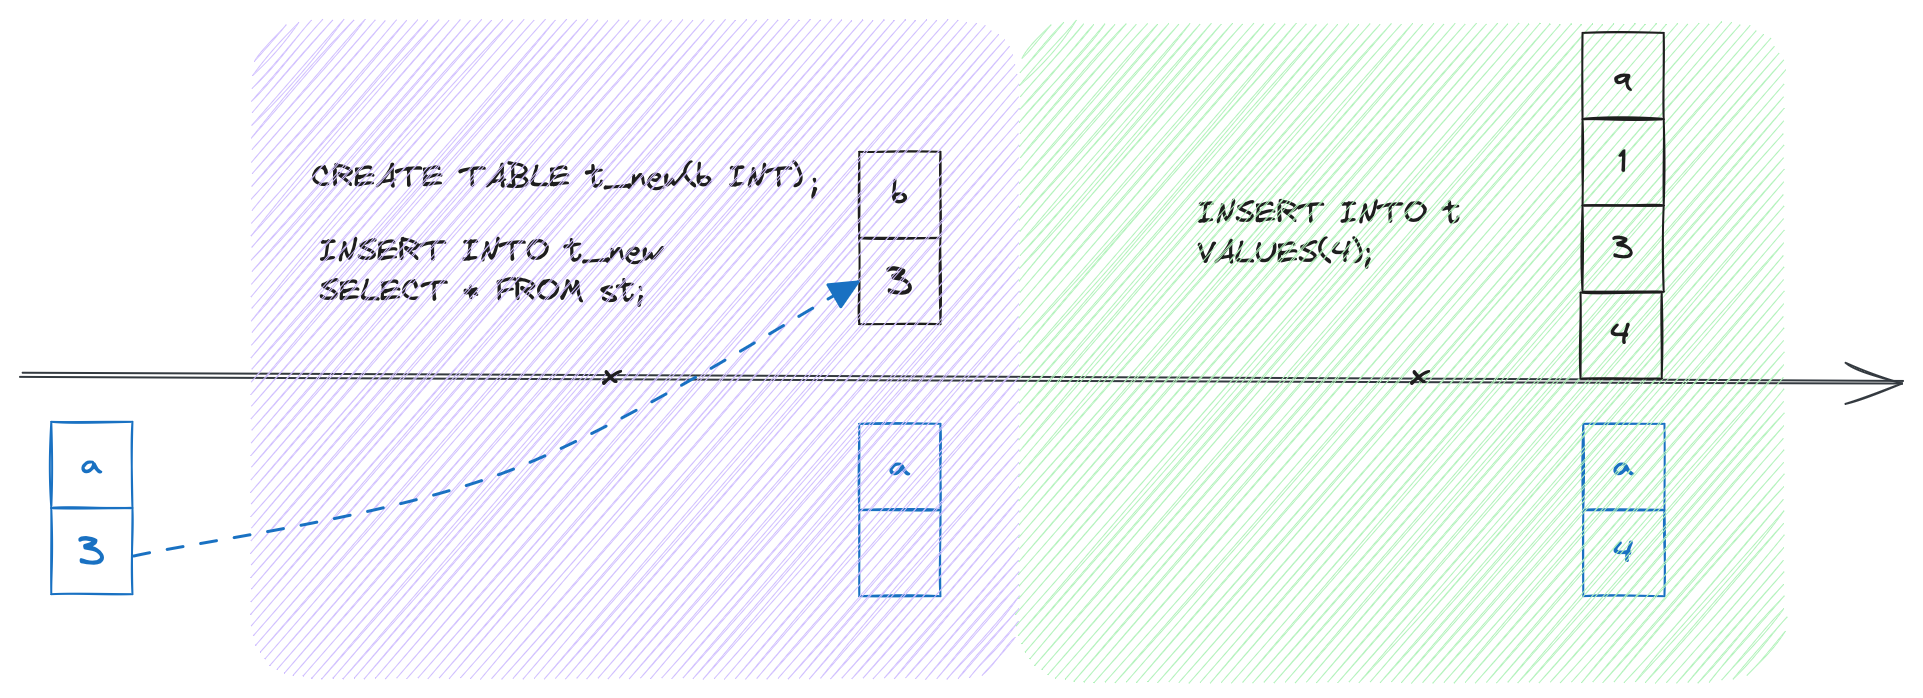 CREATE TABLE t_new(b INT);
INSERT INTO t_new
SELECT * FROM st;
b
3
INSERT INTO t
VALUES(4);
a
1
3
4
a
3
a
a
4